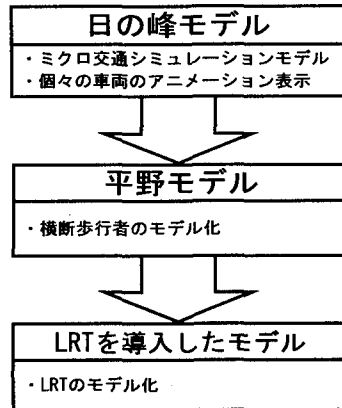 日の峰モデル
・ミクロ交通シミュレーションモデル
・個々の車両のアニメーション表示
平野モデル
・横断歩行者のモデル化
LRTを導入したモデル
・LRTのモデル化